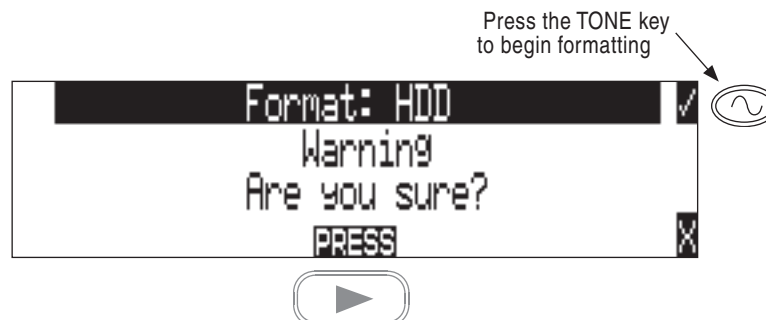 Press the TONE key
to begin formatting
Format: HDD
Warning
Are you sure?
PRESS